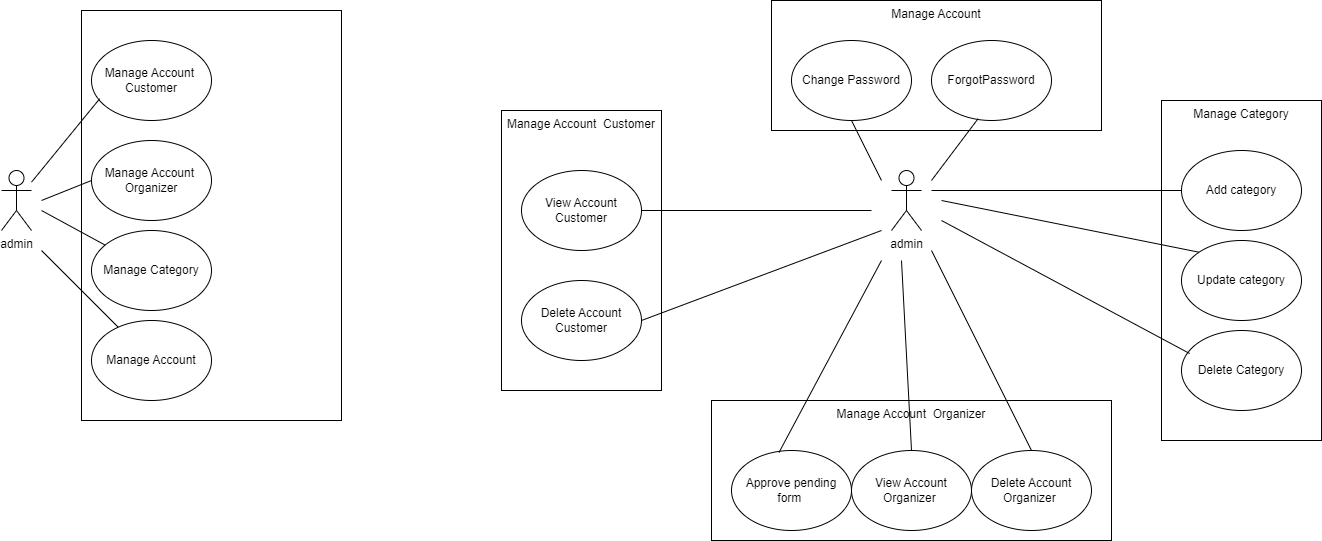 Manage Account
Customer
Manage Account
Organizer
admin
Manage Category
Manage Account
Manage Account
Change Password
ForgotPassword
Manage Account  Customer
View Account
Customer
Delete Account
Customer
admin
Manage Category
Add category
Update category
Delete Category
Manage Account  Organizer
Approve pending
form
View Account
Organizer
Delete Account
Organizer